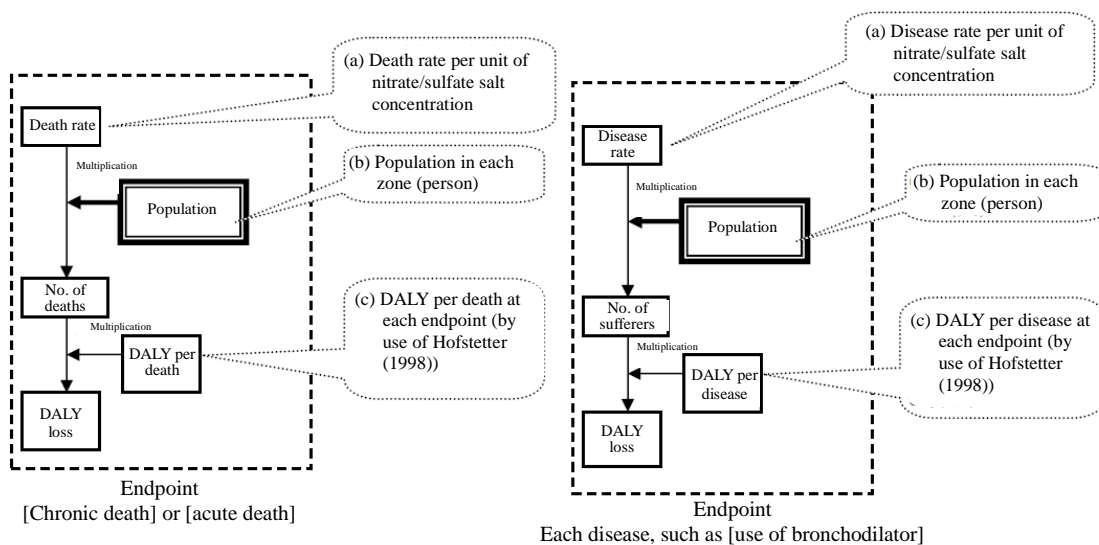 (a) Death rate per unit of
nitrate/sulfate salt
concentration
Death rate
Multiplication
(b) Population in each
zone (person)
Population
No. of
deaths
(c) DALY per death at
each endpoint (by
use of Hofstetter
(1998))
Multiplication
DALY per
death
DALY
loss
Endpoint
[Chronic death] or [acute death]
(a) Disease rate per unit of
nitrate/sulfate salt
concentration
Disease
rate
Multiplication
(b) Population in each
zone (person)
Population
No. of
sufferers
(c) DALY per disease at
each endpoint (by
use of Hofstetter
(1998))
Multiplication
DALY per
disease
DALY
loss
Endpoint
Each disease, such as [use of bronchodilator]